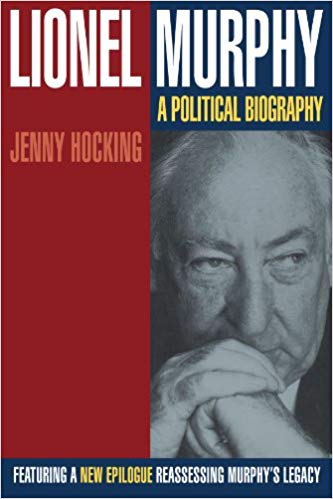 LIONEL MURPHY
A POLITICAL BIOGRAPHY
JENNY HOCKING
FEATURING A NEW EPILOGUE REASSESSING MURPHY'S LEGACY